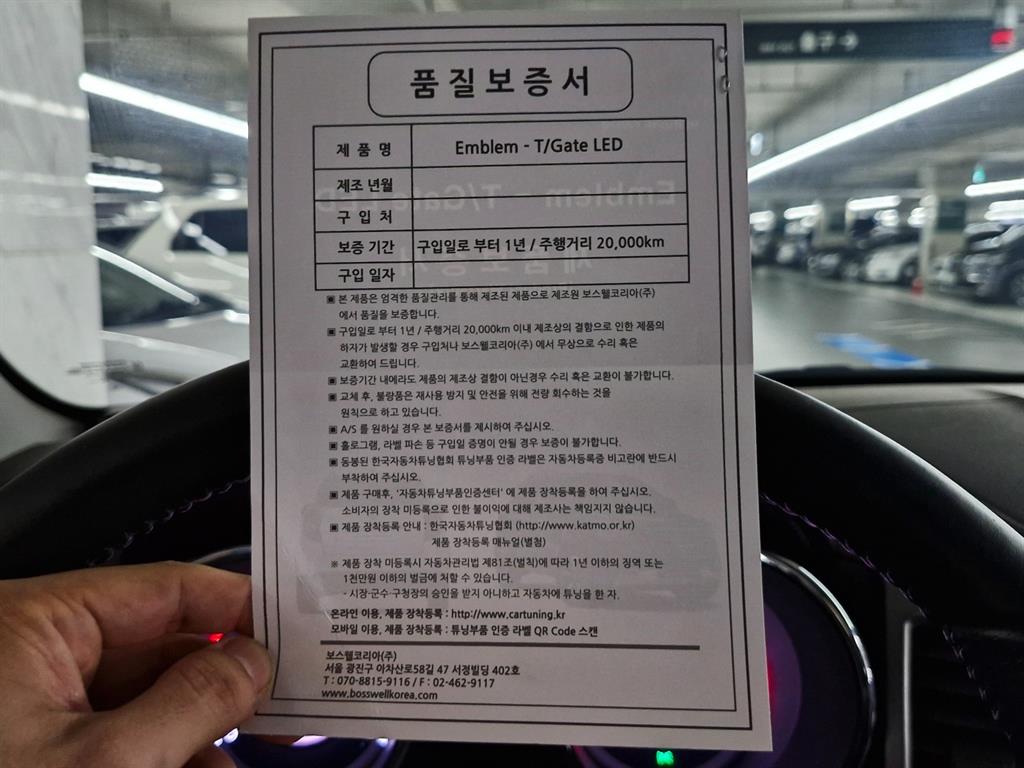 출구 →
품질보증서
제 품 명 Emblem - T/Gate LED
제조 년월
구 입 처
보증 기간 구입일로 부터 1년 / 주행거리 20,000km
구입 일자
▣ 본 제품은 엄격한 품질관리를 통해 제조된 제품으로 제조원 보스웰코리아(주)
에서 품질을 보증합니다.
▣ 구입일로 부터 1년 / 주행거리 20,000km 이내 제조상의 결함으로 인한 제품의
하자가 발생할 경우 구입처나 보스웰코리아(주) 에서 무상으로 수리 혹은
교환하여 드립니다.
▣ 보증기간 내에라도 제품의 제조상 결함이 아닌경우 수리 혹은 교환이 불가합니다.
▣ 교체 후, 불량품은 재사용 방지 및 안전을 위해 전량 회수하는 것을
원칙으로 하고 있습니다.
▣ A/S 를 원하실 경우 본 보증서를 제시하여 주십시오.
▣ 홀로그램, 라벨 파손 등 구입일 증명이 안될 경우 보증이 불가합니다.
▣ 동봉된 한국자동차튜닝협회 튜닝부품 인증 라벨은 자동차등록증 비고란에 반드시
부착하여 주십시오.
▣ 제품 구매후, '자동차튜닝부품인증센터' 에 제품 장착등록을 하여 주십시오.
소비자의 장착 미등록으로 인한 불이익에 대해 제조사는 책임지지 않습니다.
▣ 제품 장착등록 안내 : 한국자동차튜닝협회 (http://www.katmo.or.kr)
제품 장착등록 매뉴얼(별첨)
※ 제품 장착 미등록시 자동차관리법 제81조(벌칙)에 따라 1년 이하의 징역 또는
1천만원 이하의 벌금에 처할 수 있습니다.
- 시장·군수·구청장의 승인을 받지 아니하고 자동차에 튜닝을 한 자.
온라인 이용, 제품 장착등록 : http://www.cartuning.kr
모바일 이용, 제품 장착등록 : 튜닝부품 인증 라벨 QR Code 스캔
보스웰코리아(주)
서울 광진구 아차산로58길 47 서정빌딩 402호
T : 070-8815-9116 / F : 02-462-9117
www.bosswellkorea.com